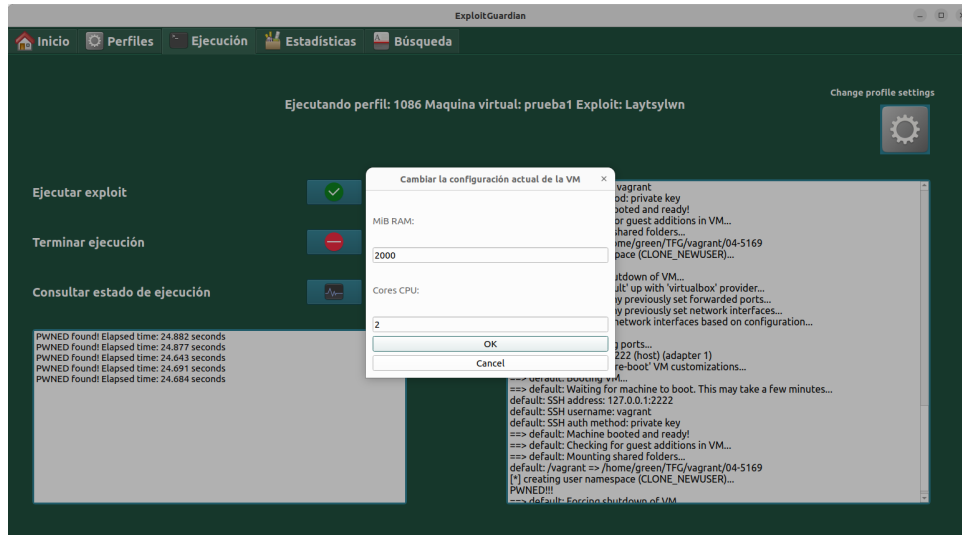 ExploitGuardian
Inicio
Perfiles
Ejecución
Estadísticas
Búsqueda
Change profile settings
Ejecutando perfil: 1086 Maquina virtual: prueba1 Exploit: Laytsylwn
Ejecutar exploit
Terminar ejecución
Consultar estado de ejecución
PWNED found! Elapsed time: 24.882 seconds
PWNED found! Elapsed time: 24.877 seconds
PWNED found! Elapsed time: 24.643 seconds
PWNED found! Elapsed time: 24.691 seconds
PWNED found! Elapsed time: 24.684 seconds
Cambiar la configuración actual de la VM
MiB RAM:
2000
Cores CPU:
2
OK
Cancel
vagrant
od: private key
ooted and ready!
or guest additions in VM...
shared folders...
ome/green/TFG/vagrant/04-5169
pace (CLONE_NEWUSER)...
utdown of VM...
ult' up with 'virtualbox' provider...
ny previously set forwarded ports...
ny previously set network interfaces...
network interfaces based on configuration...
g ports...
222 (host) (adapter 1)
re-boot' VM customizations...
==> default: Booting VM...
==> default: Waiting for machine to boot. This may take a few minutes...
default: SSH address: 127.0.0.1:2222
default: SSH username: vagrant
default: SSH auth method: private key
==> default: Machine booted and ready!
==> default: Checking for guest additions in VM...
==> default: Mounting shared folders...
default: /vagrant => /home/green/TFG/vagrant/04-5169
[*] creating user namespace (CLONE_NEWUSER)...
PWNED!!!
==> default: Forcing shutdown of VM